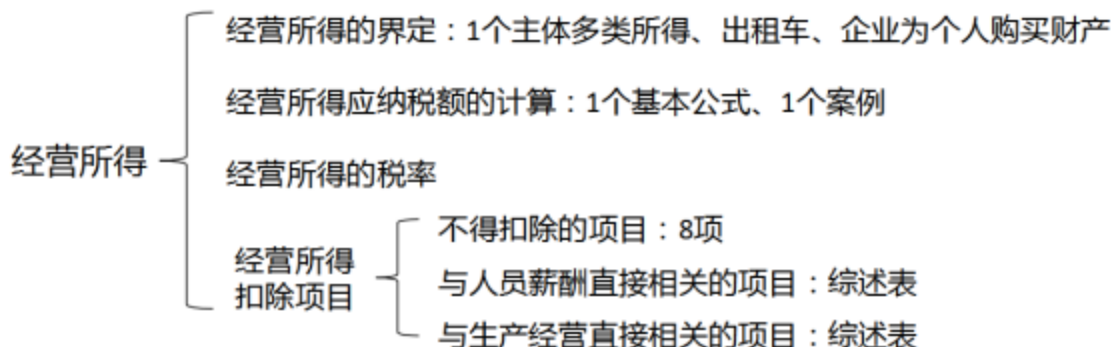 经营所得的界定：1个主体多类所得、出租车、企业为个人购买财产
经营所得应纳税额的计算：1个基本公式、1个案例
经营所得
经营所得的税率
不得扣除的项目：8项
经营所得
扣除项目
与人员薪酬直接相关的项目：综述表
与生产经营直接相关的项目：综述表